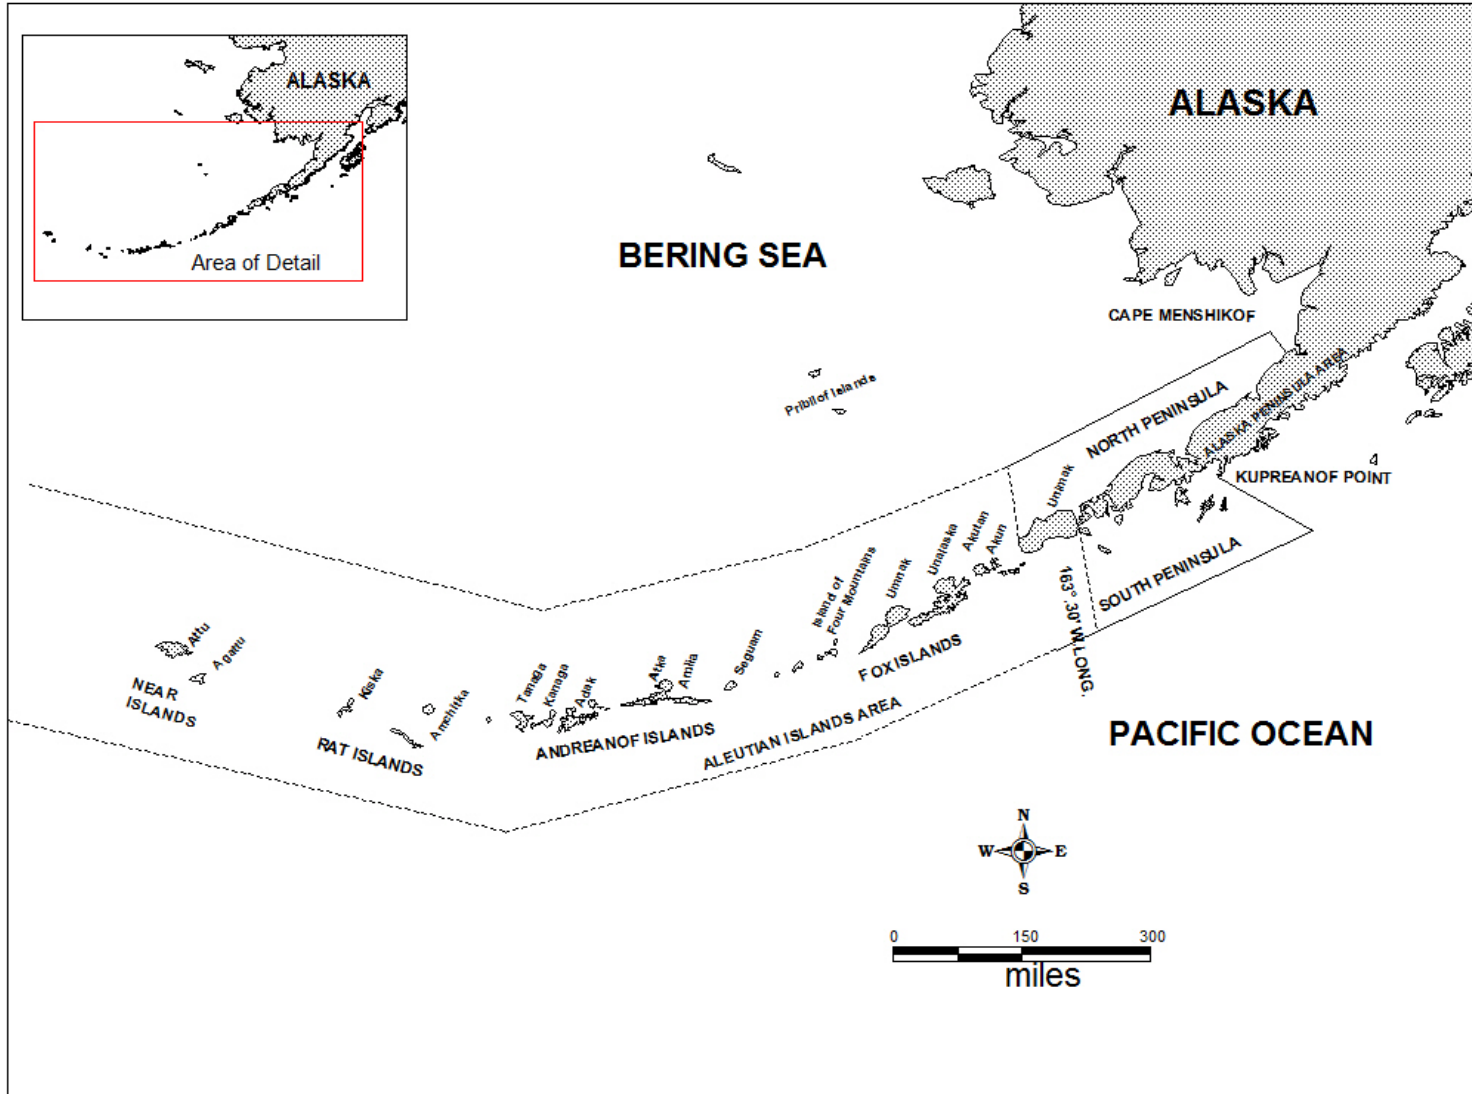 ALASKA
Area of Detail
ALASKA
BERING SEA
CAPE MENSHIKOF
Pribilof Islands
NORTH PENINSULA
ALASKA PENINSULA AREA
KUPREANOF POINT
Unimak
SOUTH PENINSULA
163°.30' W.LONG.
Akun
Akutan
Unalaska
Umnak
Island of
Four Mountains
FOX ISLANDS
Seguam
Amlia
Atka
Adak
Kanaga
Tanaga
ANDREANOF ISLANDS
ALEUTIAN ISLANDS AREA
Amchitka
Kiska
RAT ISLANDS
Attu
Agattu
NEAR
ISLANDS
PACIFIC OCEAN
N
W E
S
0 150 300
miles